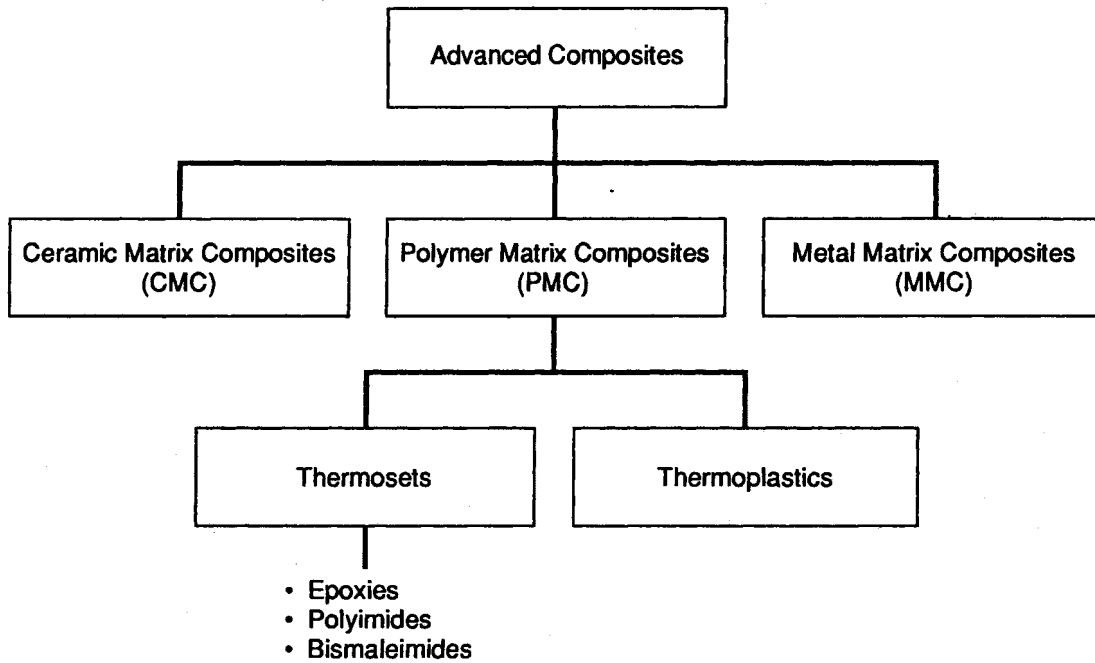 Advanced Composites
Ceramic Matrix Composites
(CMC)
Polymer Matrix Composites
(PMC)
Metal Matrix Composites
(MMC)
Thermosets
Thermoplastics
• Epoxies
• Polyimides
• Bismaleimides